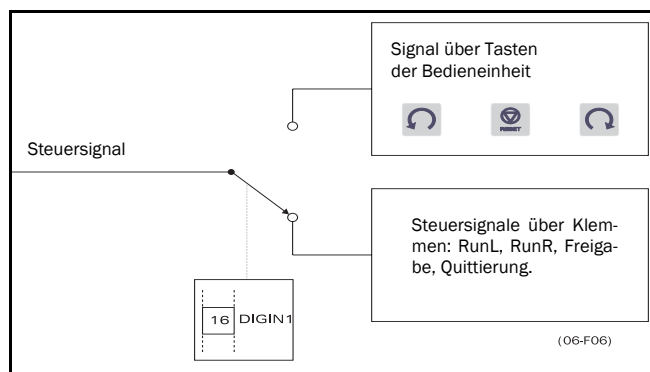 Signal über Tasten
der Bedieneinheit
RESET
Steuersignal
Steuersignale über Klem-
men: RunL, RunR, Freiga-
be, Quittierung.
16 DIGIN1
(06-F06)